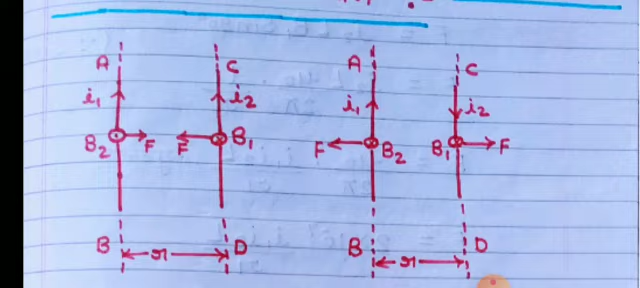 A C A C
i₁ i₂ i₁ i₂
B₂ F F B₁ F B₂ B₁ F
B r D B r D